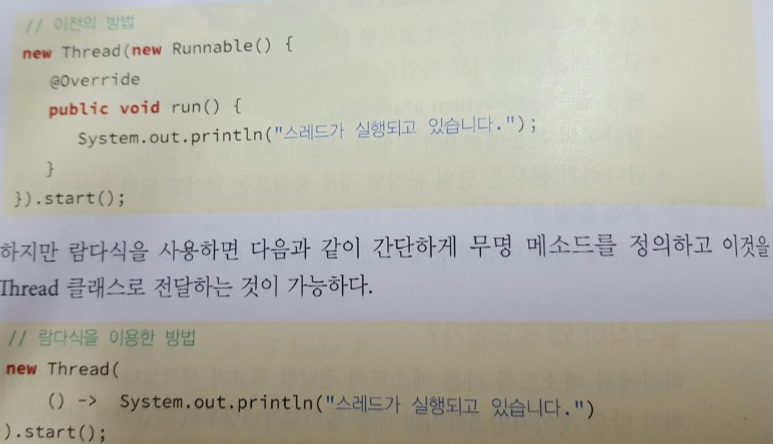 // 이전의 방법
new Thread(new Runnable() {
@Override
public void run() {
System.out.println("스레드가 실행되고 있습니다.");
}
}).start();
하지만 람다식을 사용하면 다음과 같이 간단하게 무명 메소드를 정의하고 이것을
Thread 클래스로 전달하는 것이 가능하다.
// 람다식을 이용한 방법
new Thread(
() -> System.out.println("스레드가 실행되고 있습니다.")
).start();